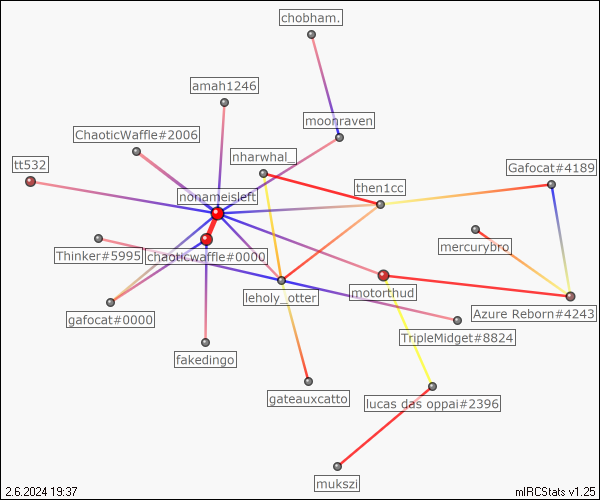 chobham.
amah1246
moonraven
ChaoticWaffle#2006
nharwhal_
tt532
Gafocat#4189
then1cc
nonameisleft
mercurybro
Thinker#5995
chaoticwaffle#0000
motorthud
leholy_otter
gafocat#0000
Azure Reborn#4243
TripleMidget#8824
fakedingo
gateauxcatto
lucas das oppai#2396
mukszi
2.6.2024 19:37
mIRCStats v1.25